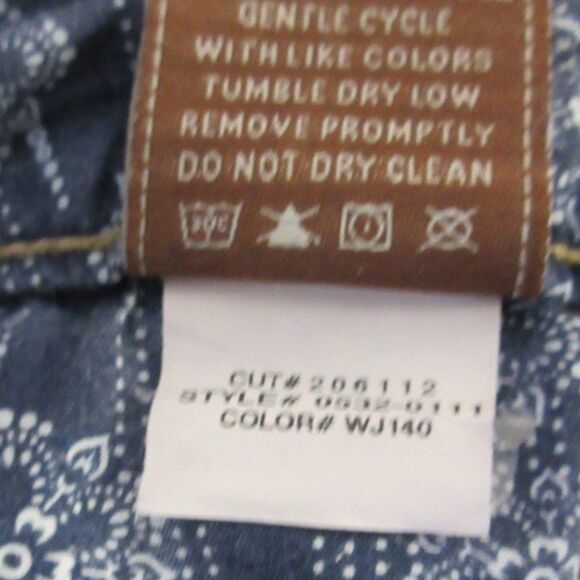 GENTLE CYCLE
WITH LIKE COLORS
TUMBLE DRY LOW
REMOVE PROMPTLY
DO NOT DRY CLEAN
30C
CUT# 206112
STYLE# 0532-0111
COLOR# WJ140